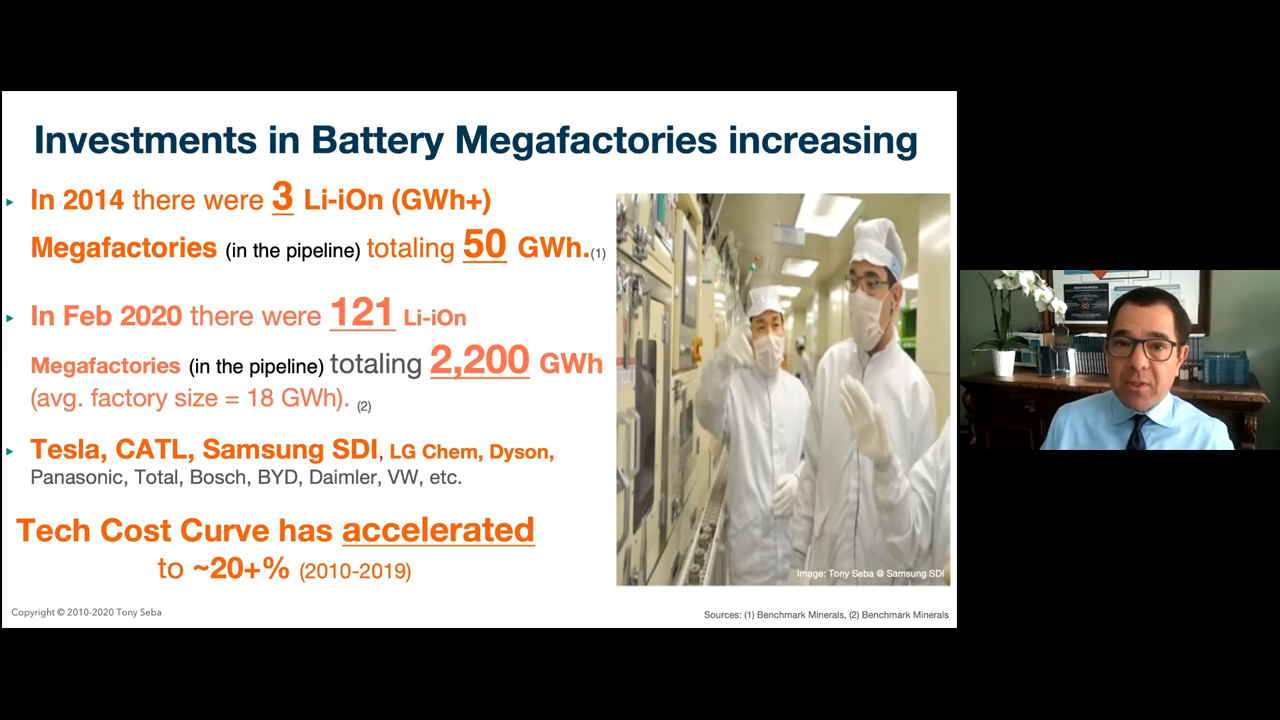 Investments in Battery Megafactories increasing
In 2014 there were 3 Li-iOn (GWh+)
Megafactories (in the pipeline) totaling 50 GWh.(1)
In Feb 2020 there were 121 Li-iOn
Megafactories (in the pipeline) totaling 2,200 GWh
(avg. factory size = 18 GWh). (2)
Tesla, CATL, Samsung SDI, LG Chem, Dyson,
Panasonic, Total, Bosch, BYD, Daimler, VW, etc.
Tech Cost Curve has accelerated
to ~20+% (2010-2019)
Image: Tony Seba @ Samsung SDI
Copyright © 2010-2020 Tony Seba
Sources: (1) Benchmark Minerals, (2) Benchmark Minerals